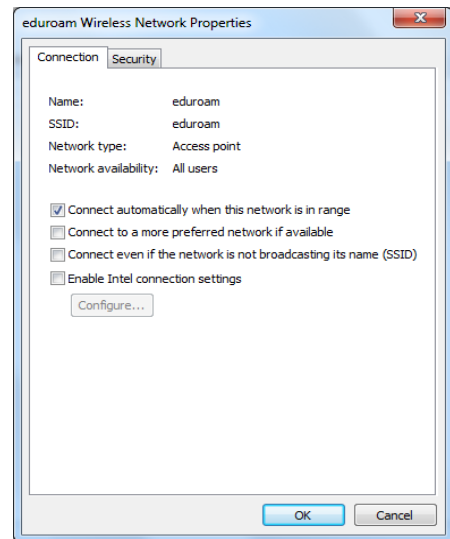 eduroam Wireless Network Properties
Connection Security
Name: eduroam
SSID: eduroam
Network type: Access point
Network availability: All users
Connect automatically when this network is in range
Connect to a more preferred network if available
Connect even if the network is not broadcasting its name (SSID)
Enable Intel connection settings
Configure...
OK Cancel